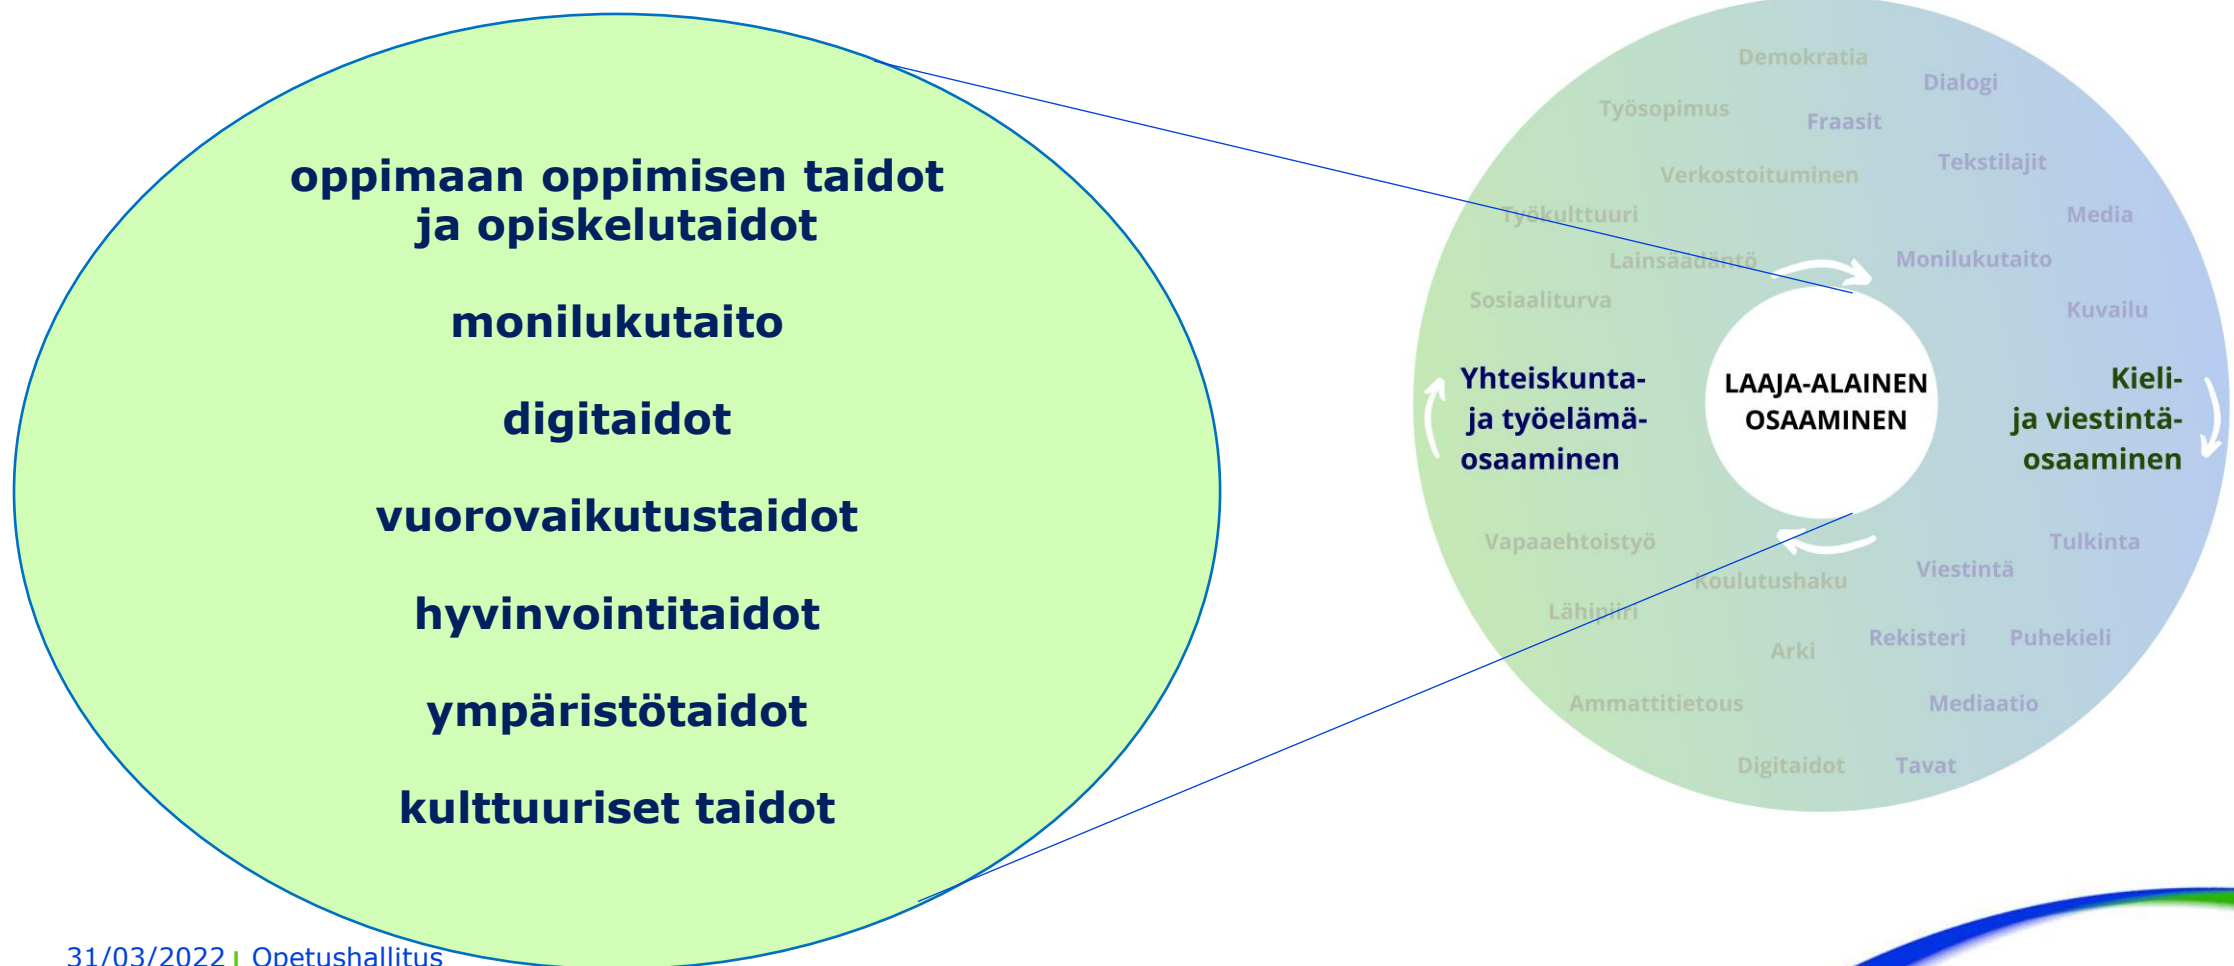 oppimaan oppimisen taidot
ja opiskelutaidot
monilukutaito
digitaidot
vuorovaikutustaidot
hyvinvointitaidot
ympäristötaidot
kulttuuriset taidot
Demokratia
Dialogi
Työsopimus
Fraasit
Tekstilajit
Verkostoituminen
Työkulttuuri
Media
Lainsäädäntö
Monilukutaito
Sosiaaliturva
Kuvailu
Yhteiskunta-
ja työelämä-
osaaminen
LAAJA-ALAINEN
OSAAMINEN
Kieli-
ja viestintä-
osaaminen
Vapaaehtoistyö
Tulkinta
Koulutushaku
Viestintä
Lähipiiri
Arki
Rekisteri
Puhekieli
Ammattitietous
Mediaatio
Digitaidot
Tavat
31/03/2022 | Opetushallitus